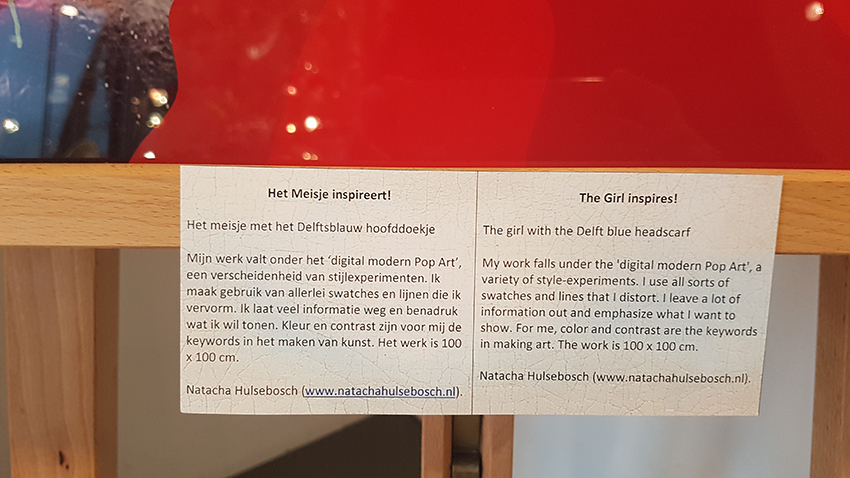 Het Meisje inspireert!
Het meisje met het Delftsblauw hoofddoekje
Mijn werk valt onder het ‘digital modern Pop Art’,
een verscheidenheid van stijlexperimenten. Ik
maak gebruik van allerlei swatches en lijnen die ik
vervorm. Ik laat veel informatie weg en benadruk
wat ik wil tonen. Kleur en contrast zijn voor mij de
keywords in het maken van kunst. Het werk is 100
x 100 cm.
Natacha Hulsebosch (www.natachahulsebosch.nl).
The Girl inspires!
The girl with the Delft blue headscarf
My work falls under the 'digital modern Pop Art', a
variety of style-experiments. I use all sorts of
swatches and lines that I distort. I leave a lot of
information out and emphasize what I want to
show. For me, color and contrast are the keywords
in making art. The work is 100 x 100 cm.
Natacha Hulsebosch (www.natachahulsebosch.nl).